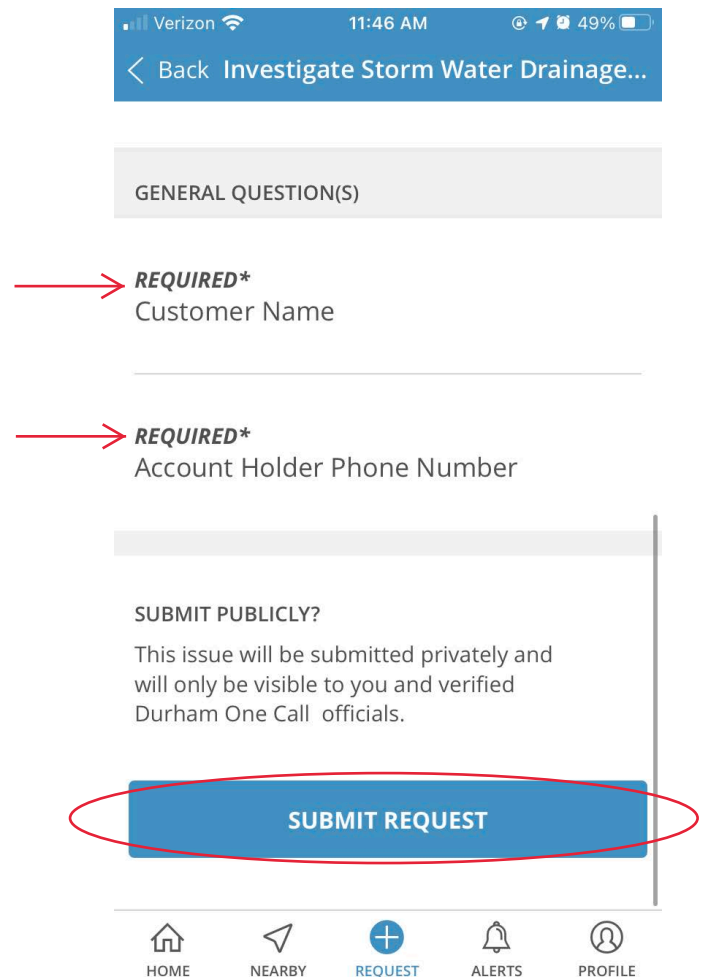 Verizon 11:46 AM 49%
Back Investigate Storm Water Drainage...
GENERAL QUESTION(S)
REQUIRED*
Customer Name
REQUIRED*
Account Holder Phone Number
SUBMIT PUBLICLY?
This issue will be submitted privately and
will only be visible to you and verified
Durham One Call officials.
SUBMIT REQUEST
HOME NEARBY REQUEST ALERTS PROFILE